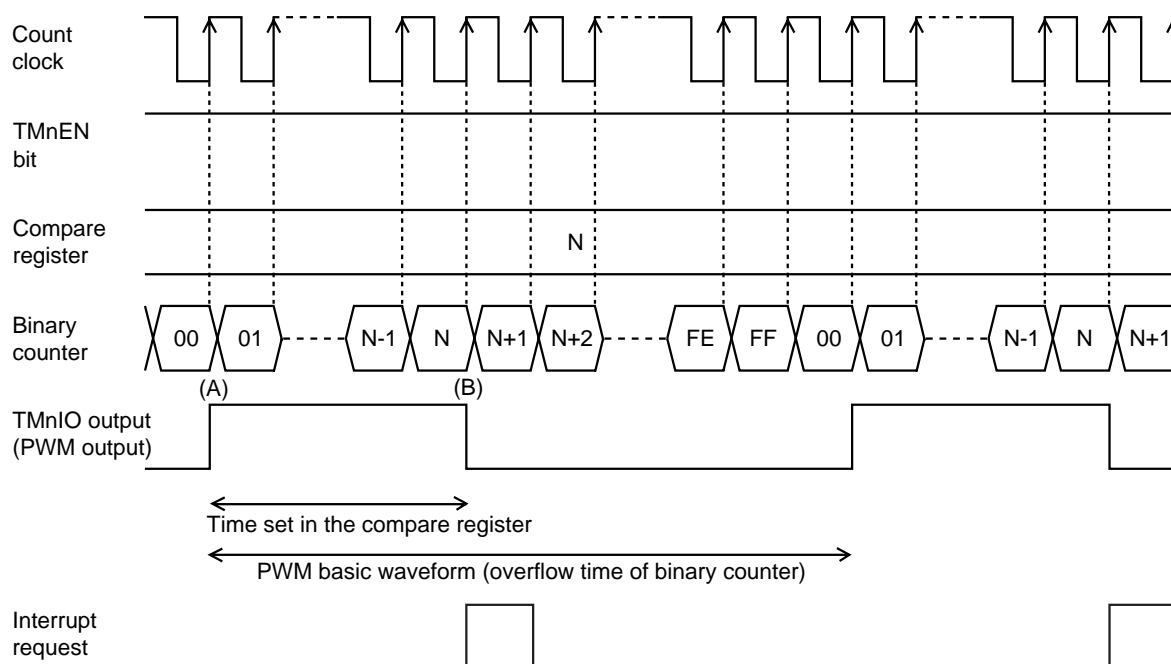 Count
clock
TMnEN
bit
Compare
register
N
Binary
counter
00 01 N-1 N N+1 N+2 FE FF 00 01 N-1 N N+1
(A) (B)
TMnIO output
(PWM output)
Time set in the compare register
PWM basic waveform (overflow time of binary counter)
Interrupt
request